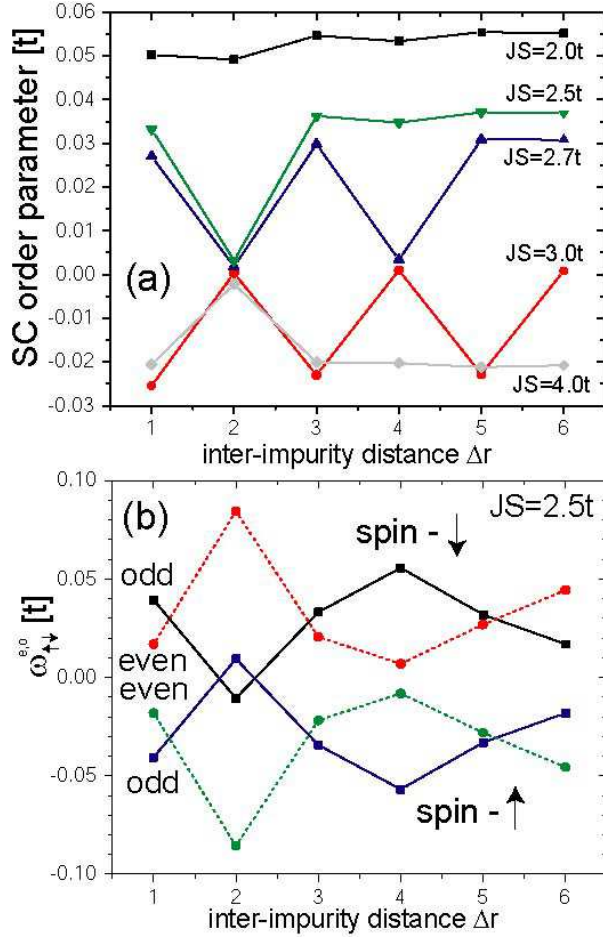 SC order parameter [t]
0.06
0.05
0.04
0.03
0.02
0.01
0.00
-0.01
-0.02
-0.03
JS=2.0t
JS=2.5t
JS=2.7t
JS=3.0t
JS=4.0t
(a)
1 2 3 4 5 6
inter-impurity distance Δr
ω↑↓^e,o [t]
0.10
0.05
0.00
-0.05
-0.10
(b)
JS=2.5t
spin - ↓
odd
even
even
odd
spin - ↑
1 2 3 4 5 6
inter-impurity distance Δr